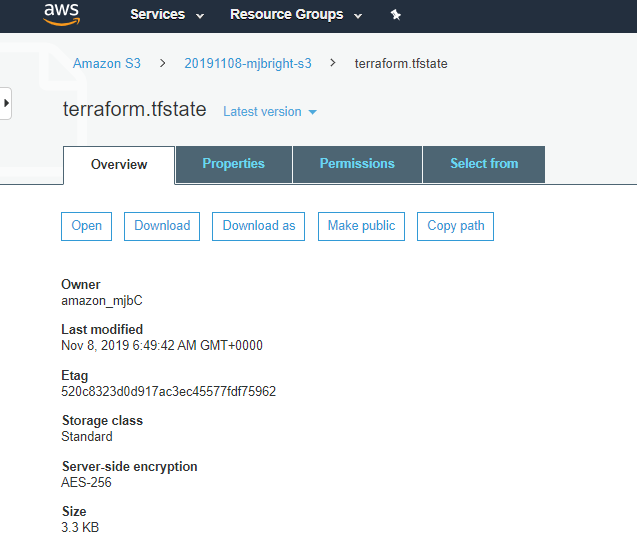 aws Services Resource Groups
Amazon S3 > 20191108-mjbright-s3 > terraform.tfstate
terraform.tfstate Latest version
Overview Properties Permissions Select from
Open Download Download as Make public Copy path
Owner
amazon_mjbC
Last modified
Nov 8, 2019 6:49:42 AM GMT+0000
Etag
520c8323d0d917ac3ec45577fdf75962
Storage class
Standard
Server-side encryption
AES-256
Size
3.3 KB